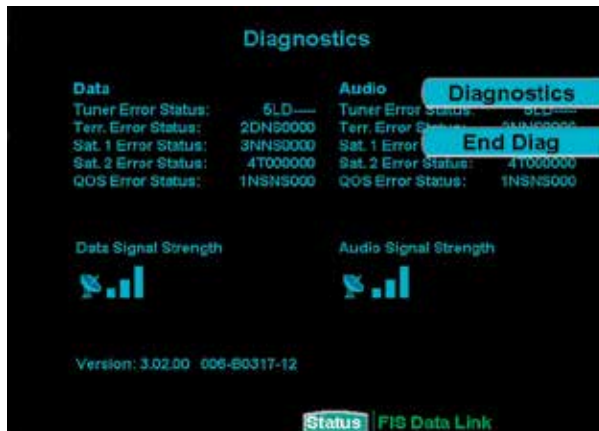 Diagnostics
Data
Tuner Error Status: 5LD-----
Terr. Error Status: 2DNS0000
Sat. 1 Error Status: 3NNS0000
Sat. 2 Error Status: 4T000000
QOS Error Status: 1NSNS000
Audio
Tuner Error Status:
Terr. Error
Sat. 1 Error
Sat. 2 Error Status: 4T000000
QOS Error Status: 1NSNS000
Diagnostics
End Diag
Data Signal Strength
Audio Signal Strength
Version: 3.02.00 006-B0317-12
Status FIS Data Link